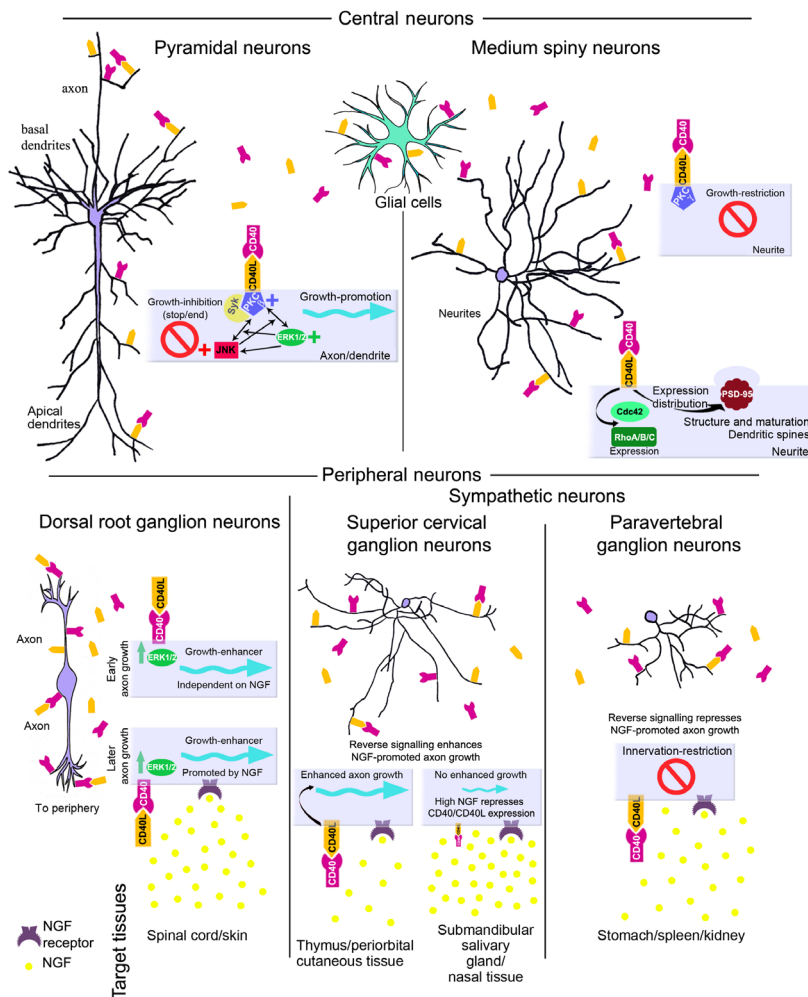 Central neurons
Pyramidal neurons
Medium spiny neurons
axon
basal
dendrites
Apical
dendrites
Glial cells
CD40
CD40L
Syk
PKC
β
Growth-inhibition
(stop/end)
Growth-promotion
JNK
ERK1/2
Axon/dendrite
Neurites
CD40
CD40L
PKC
γ
Growth-restriction
Neurite
CD40
CD40L
Expression
distribution
PSD-95
Cdc42
RhoA/B/C
Expression
Structure and maturation
Dendritic spines
Neurite
Peripheral neurons
Sympathetic neurons
Dorsal root ganglion neurons
Superior cervical
ganglion neurons
Paravertebral
ganglion neurons
Axon
Axon
To periphery
CD40L
CD40
Early
axon growth
ERK1/2
Growth-enhancer
Independent on NGF
Later
axon growth
ERK1/2
Growth-enhancer
Promoted by NGF
CD40
CD40L
Spinal cord/skin
Reverse signalling enhances
NGF-promoted axon growth
Enhanced axon growth
CD40L
CD40
Thymus/periorbital
cutaneous tissue
No enhanced growth
High NGF represses
CD40/CD40L expression
Submandibular
salivary
gland/
nasal tissue
Reverse signalling represses
NGF-promoted axon growth
Innervation-restriction
CD40L
CD40
Stomach/spleen/kidney
NGF
receptor
NGF
Target tissues